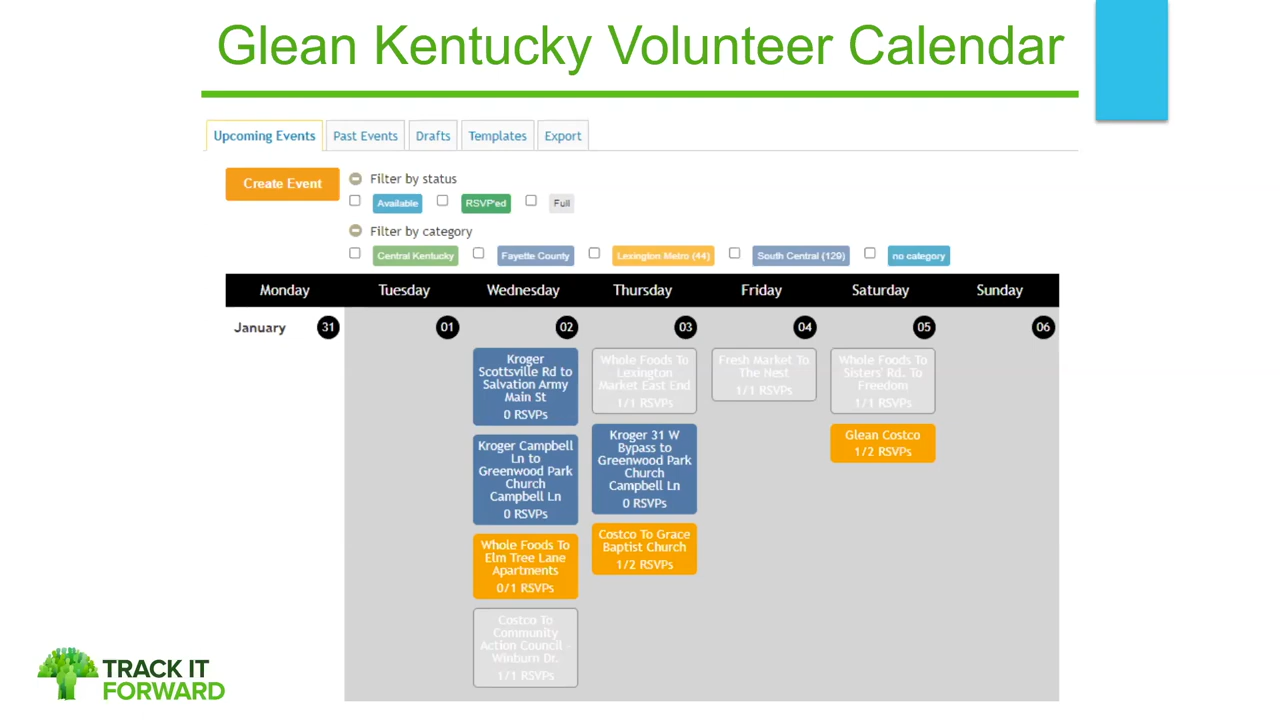 Glean Kentucky Volunteer Calendar
Upcoming Events
Past Events
Drafts
Templates
Export
Create Event
Filter by status
Available
RSVP'ed
Full
Filter by category
Central Kentucky
Fayette County
Lexington Metro (44)
South Central (129)
no category
Monday
Tuesday
Wednesday
Thursday
Friday
Saturday
Sunday
January 31
01
02
03
04
05
06
Kroger
Scottsville Rd to
Salvation Army
Main St
0 RSVPs
Kroger Campbell
Ln to
Greenwood Park
Church
Campbell Ln
0 RSVPs
Whole Foods To
Elm Tree Lane
Apartments
0/1 RSVPs
Costco To
Community
Action Council -
Winburn Dr.
1/1 RSVPs
Whole Foods To
Lexington
Market East End
1/1 RSVPs
Kroger 31 W
Bypass to
Greenwood Park
Church
Campbell Ln
0 RSVPs
Costco To Grace
Baptist Church
1/2 RSVPs
Fresh Market To
The Nest
1/1 RSVPs
Whole Foods To
Sisters' Rd. To
Freedom
1/1 RSVPs
Glean Costco
1/2 RSVPs
TRACK IT
FORWARD